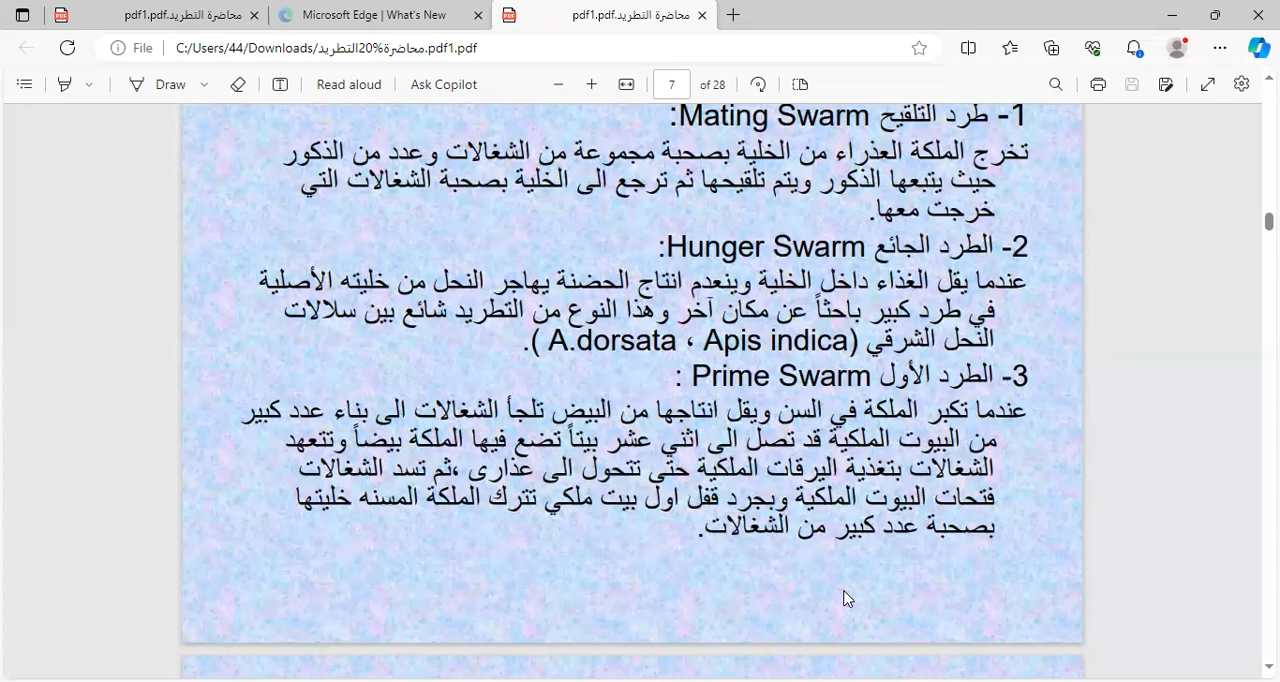 محاضرة التطريد.pdf1.pdf
Microsoft Edge | What's New
محاضرة التطريد.pdf1.pdf
File
C:/Users/44/Downloads/محاضرة%20التطريد.pdf1.pdf
Draw
Read aloud
Ask Copilot
7
of 28
1- طرد التلقيح Mating Swarm:
تخرج الملكة العذراء من الخلية بصحبة مجموعة من الشغالات وعدد من الذكور
حيث يتبعها الذكور ويتم تلقيحها ثم ترجع الى الخلية بصحبة الشغالات التي
خرجت معها.
2- الطرد الجائع Hunger Swarm:
عندما يقل الغذاء داخل الخلية وينعدم انتاج الحضنة يهاجر النحل من خليته الأصلية
في طرد كبير باحثاً عن مكان آخر وهذا النوع من التطريد شائع بين سلالات
النحل الشرقي (A.dorsata ، Apis indica ).
3- الطرد الأول Prime Swarm :
عندما تكبر الملكة في السن ويقل انتاجها من البيض تلجأ الشغالات الى بناء عدد كبير
من البيوت الملكية قد تصل الى اثني عشر بيتاً تضع فيها الملكة بيضاً وتتعهد
الشغالات بتغذية اليرقات الملكية حتى تتحول الى عذارى ،ثم تسد الشغالات
فتحات البيوت الملكية وبجرد قفل اول بيت ملكي تترك الملكة المسنه خليتها
بصحبة عدد كبير من الشغالات.